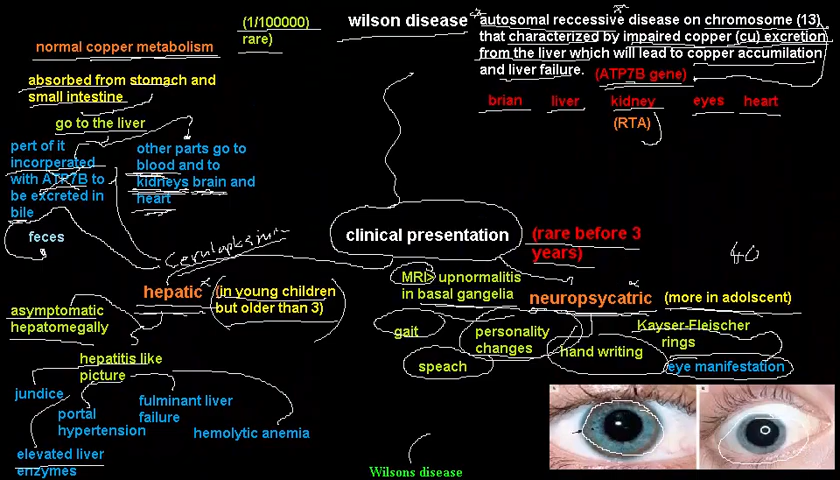 wilson disease
autosomal reccessive disease on chromosome (13)
that characterized by impaired copper (cu) excretion
from the liver which will lead to copper accumilation
and liver failure.
(ATP7B gene)
brian liver kidney eyes heart
(RTA)
(1/100000)
rare)
normal copper metabolism
absorbed from stomach and
small intestine
go to the liver
pert of it
incorperated
with ATP7B to
be excreted in
bile
feces
other parts go to
blood and to
kidneys brain and
heart
clinical presentation
(rare before 3
years)
hepatic
(in young children
but older than 3)
asymptomatic
hepatomegally
hepatitis like
picture
jundice
portal
hypertension
fulminant liver
failure
hemolytic anemia
elevated liver
enzymes
MRI> upnormalitis
in basal gangelia
neuropsycatric
(more in adolscent)
gait
personality
changes
speach
hand writing
Kayser-Fleischer
rings
eye manifestation
40
Wilsons disease